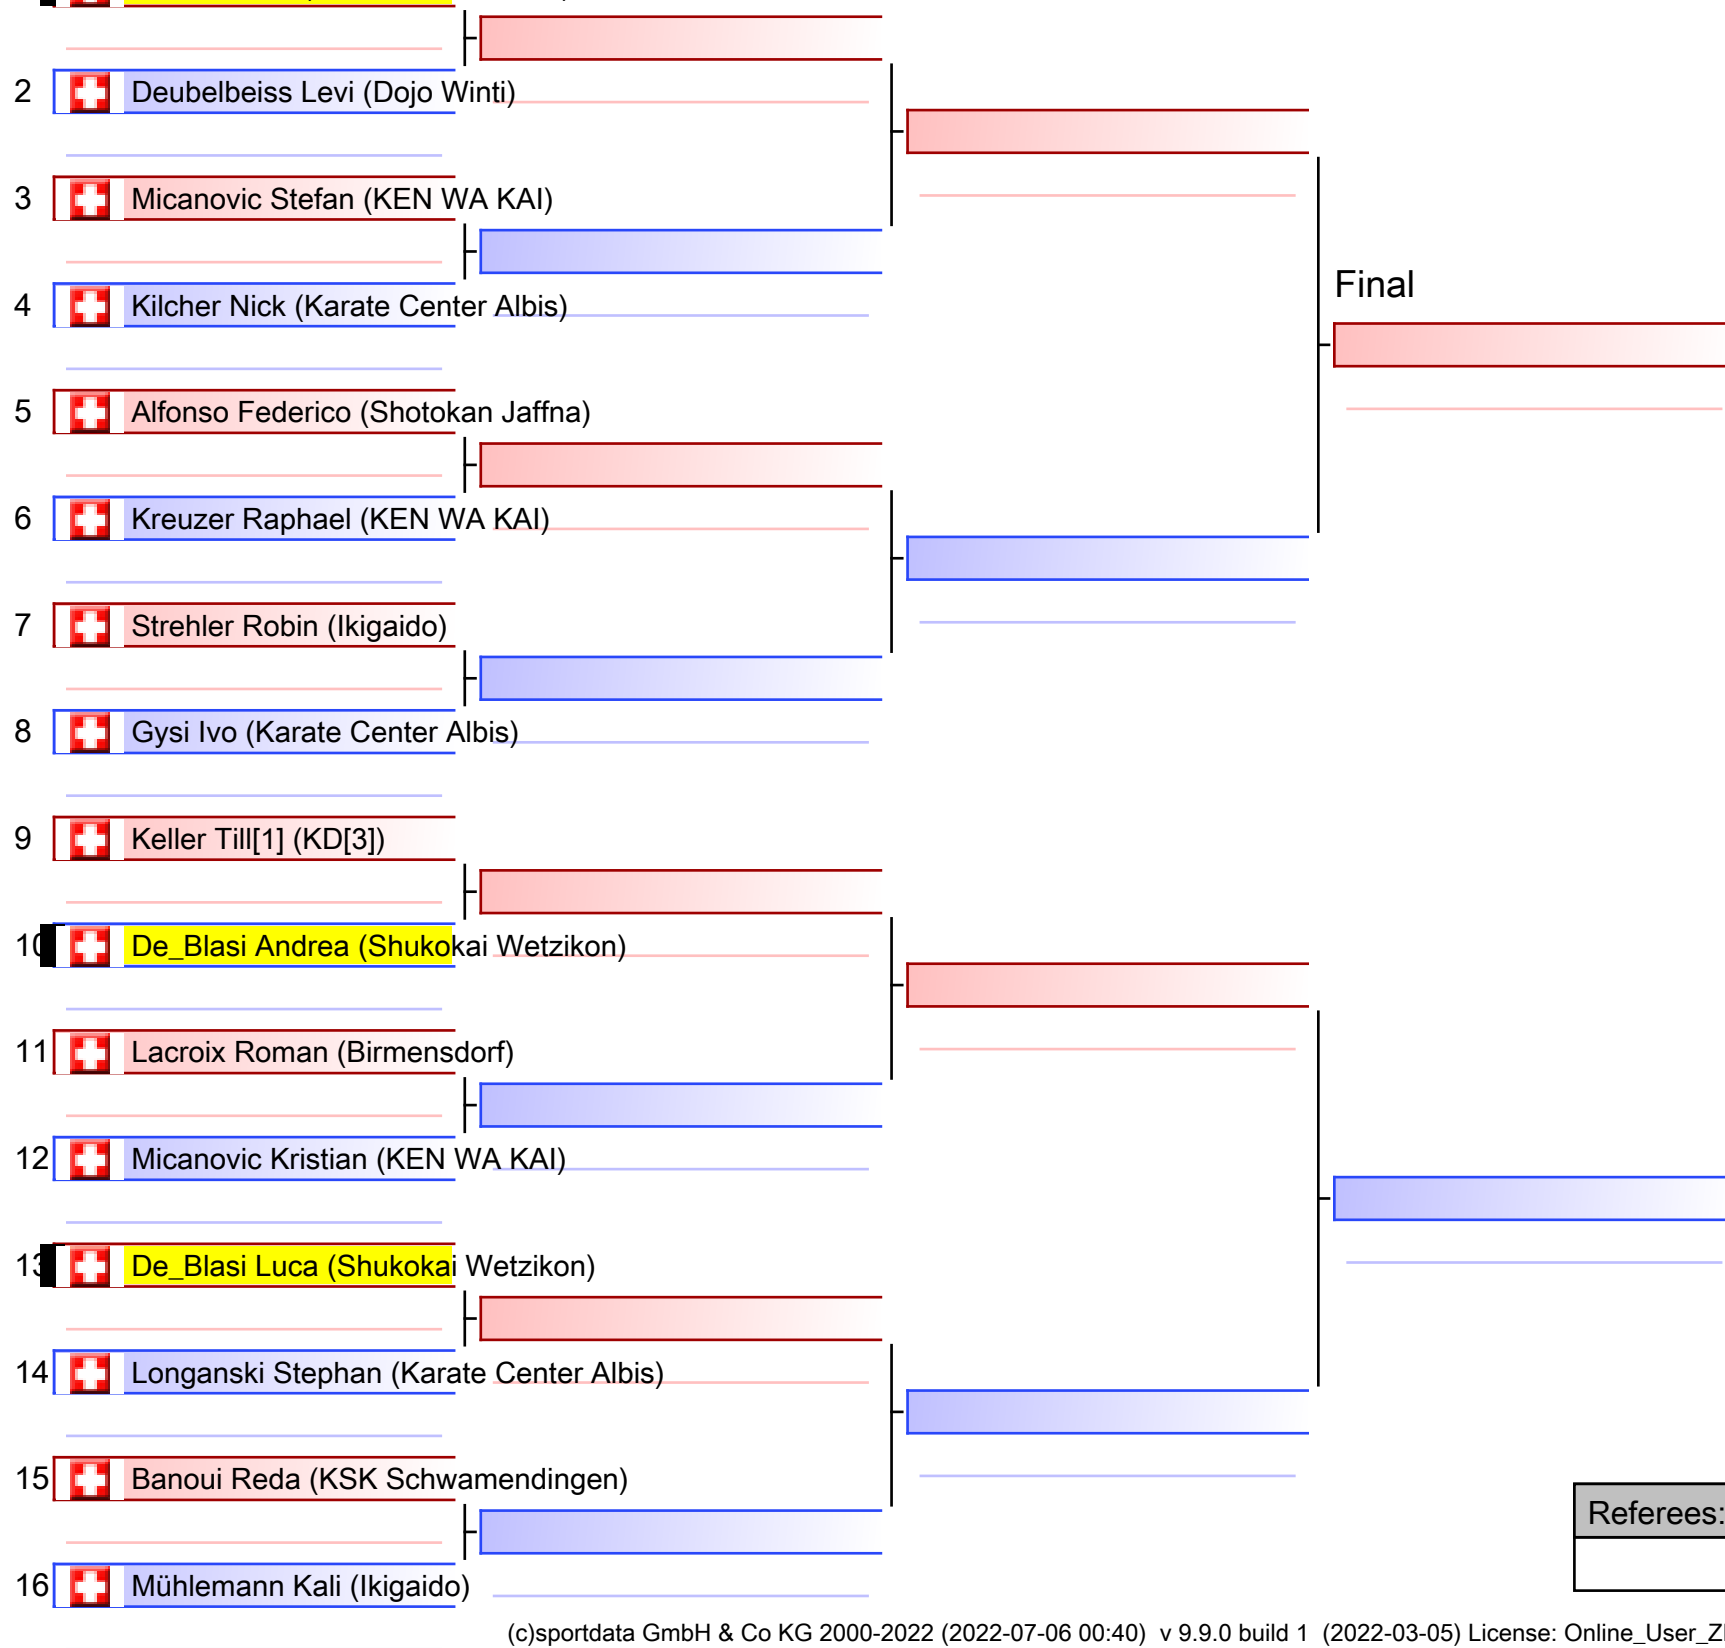 2 Deubelbeiss Levi (Dojo Winti)
3 Micanovic Stefan (KEN WA KAI)
Final
4 Kilcher Nick (Karate Center Albis)
5 Alfonso Federico (Shotokan Jaffna)
6 Kreuzer Raphael (KEN WA KAI)
7 Strehler Robin (Ikigaido)
8 Gysi Ivo (Karate Center Albis)
9 Keller Till[1] (KD[3])
10 De_Blasi Andrea (Shukokai Wetzikon)
11 Lacroix Roman (Birmensdorf)
12 Micanovic Kristian (KEN WA KAI)
13 De_Blasi Luca (Shukokai Wetzikon)
14 Longanski Stephan (Karate Center Albis)
15 Banoui Reda (KSK Schwamendingen)
Referees:
16 Mühlemann Kali (Ikigaido)
(c)sportdata GmbH & Co KG 2000-2022 (2022-07-06 00:40) v 9.9.0 build 1 (2022-03-05) License: Online_User_Z